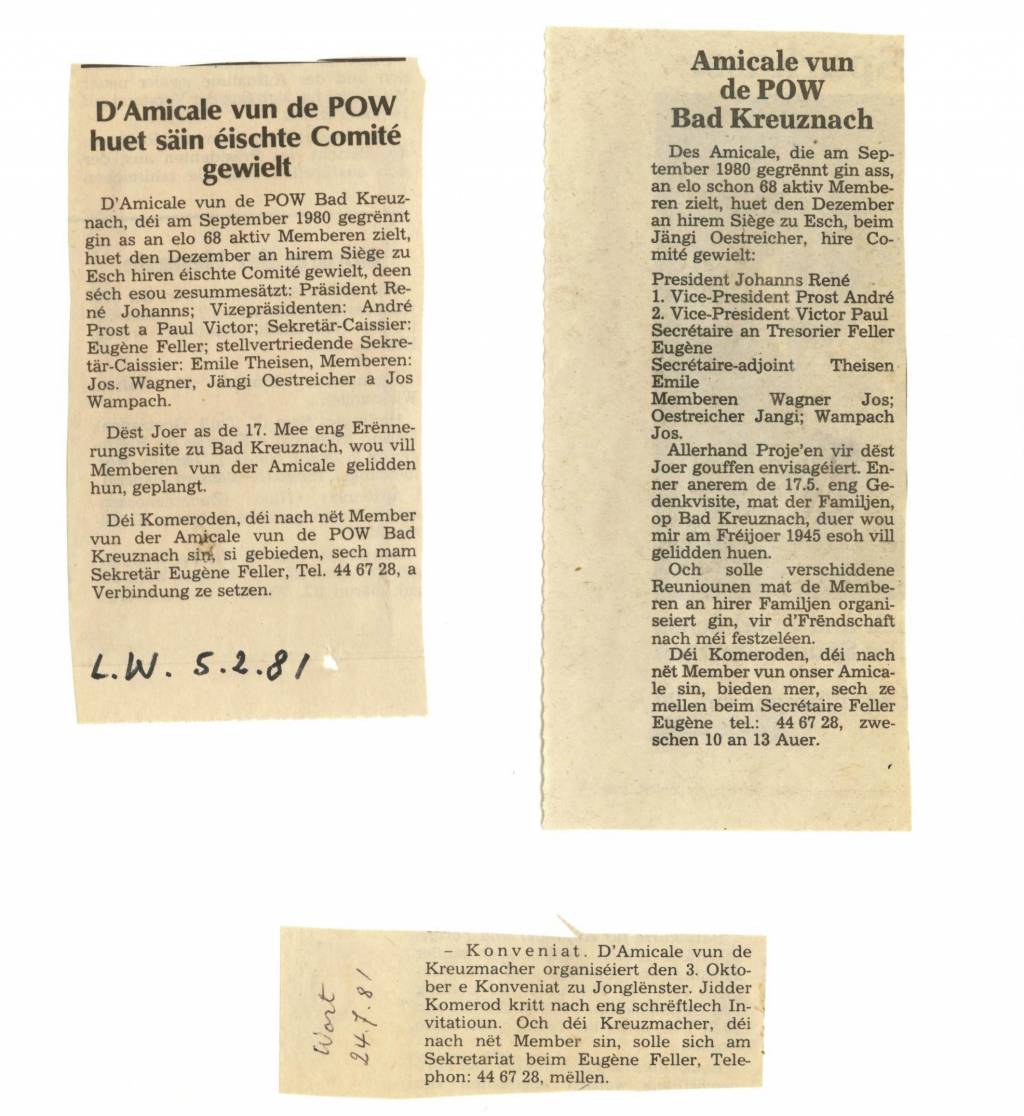 D'Amicale vun de POW
huet säin éischte Comité
gewielt
D'Amicale vun de POW Bad Kreuz-
nach, déi am September 1980 gegrënnt
gin as an elo 68 aktiv Memberen zielt,
huet den Dezember an hirem Siège zu
Esch hiren éischte Comité gewielt, deen
séch esou zesummesätzt: Präsident Re-
né Johanns; Vizepräsidenten: André
Prost a Paul Victor; Sekretär-Caissier:
Eugène Feller; stellvertriedende Sekre-
tär-Caissier: Emile Theisen, Memberen:
Jos. Wagner, Jängi Oestreicher a Jos
Wampach.
Dëst Joer as de 17. Mee eng Erënne-
rungsvisite zu Bad Kreuznach, wou vill
Memberen vun der Amicale gelidden
hun, geplangt.
Déi Komeroden, déi nach nët Member
vun der Amicale vun de POW Bad
Kreuznach sin, si gebieden, sech mam
Sekretär Eugène Feller, Tel. 44 67 28, a
Verbindung ze setzen.
L.W. 5.2.81
Amicale vun
de POW
Bad Kreuznach
Des Amicale, die am Sep-
tember 1980 gegrënnt gin ass,
an elo schon 68 aktiv Membe-
ren zielt, huet den Dezember
an hirem Siège zu Esch, beim
Jängi Oestreicher, hire Co-
mité gewielt:
President Johanns René
1. Vice-President Prost André
2. Vice-President Victor Paul
Secrétaire an Tresorier Feller
Eugène
Secrétaire-adjoint Theisen
Emile
Memberen Wagner Jos;
Oestreicher Jangi; Wampach
Jos.
Allerhand Proje'en vir dëst
Joer gouffen envisagéiert. En-
ner anerem de 17.5. eng Ge-
denkvisite, mat der Familjen,
op Bad Kreuznach, duer wou
mir am Fréijoer 1945 esoh vill
gelidden huen.
Och solle verschiddene
Reuniounen mat de Membe-
ren an hirer Familjen organi-
seiert gin, vir d'Frëndschaft
nach méi festzeléen.
Déi Komeroden, déi nach
nët Member vun onser Amica-
le sin, bieden mer, sech ze
mellen beim Secrétaire Feller
Eugène tel.: 44 67 28, zwe-
schen 10 an 13 Auer.
– Konveniat. D'Amicale vun de
Kreuzmacher organiséiert den 3. Okto-
ber e Konveniat zu Jonglënster. Jidder
Komerod kritt nach eng schrëftlech In-
vitatioun. Och déi Kreuzmacher, déi
nach nët Member sin, solle sich am
Sekretariat beim Eugène Feller, Tele-
phon: 44 67 28, mëllen.
Wort
24.7.81